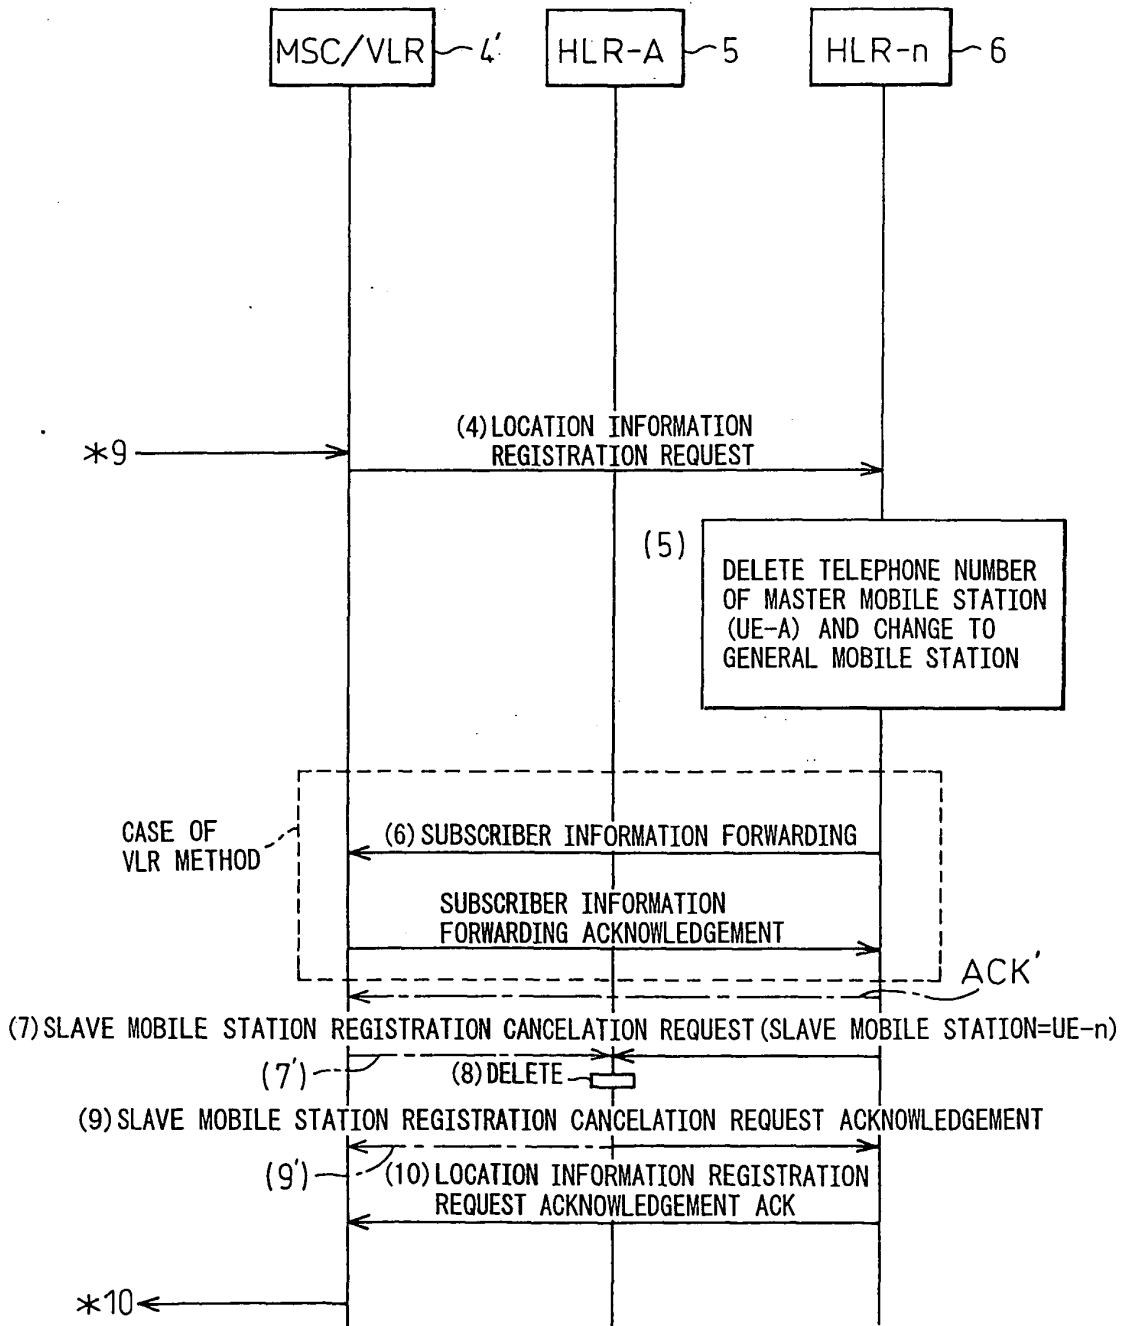 MSC/VLR 4' HLR-A 5 HLR-n 6
*9
(4) LOCATION INFORMATION
REGISTRATION REQUEST
(5)
DELETE TELEPHONE NUMBER
OF MASTER MOBILE STATION
(UE-A) AND CHANGE TO
GENERAL MOBILE STATION
CASE OF
VLR METHOD
(6) SUBSCRIBER INFORMATION FORWARDING
SUBSCRIBER INFORMATION
FORWARDING ACKNOWLEDGEMENT
ACK'
(7) SLAVE MOBILE STATION REGISTRATION CANCELATION REQUEST (SLAVE MOBILE STATION=UE-n)
(7') (8) DELETE
(9) SLAVE MOBILE STATION REGISTRATION CANCELATION REQUEST ACKNOWLEDGEMENT
(9')
(10) LOCATION INFORMATION REGISTRATION
REQUEST ACKNOWLEDGEMENT ACK
*10